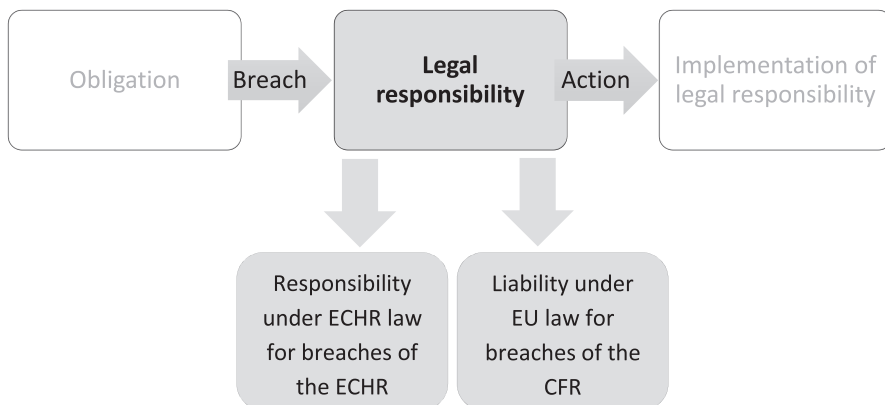 Obligation
Breach
Legal
responsibility
Action
Implementation of
legal responsibility
Responsibility
under ECHR law
for breaches of
the ECHR
Liability under
EU law for
breaches of the
CFR